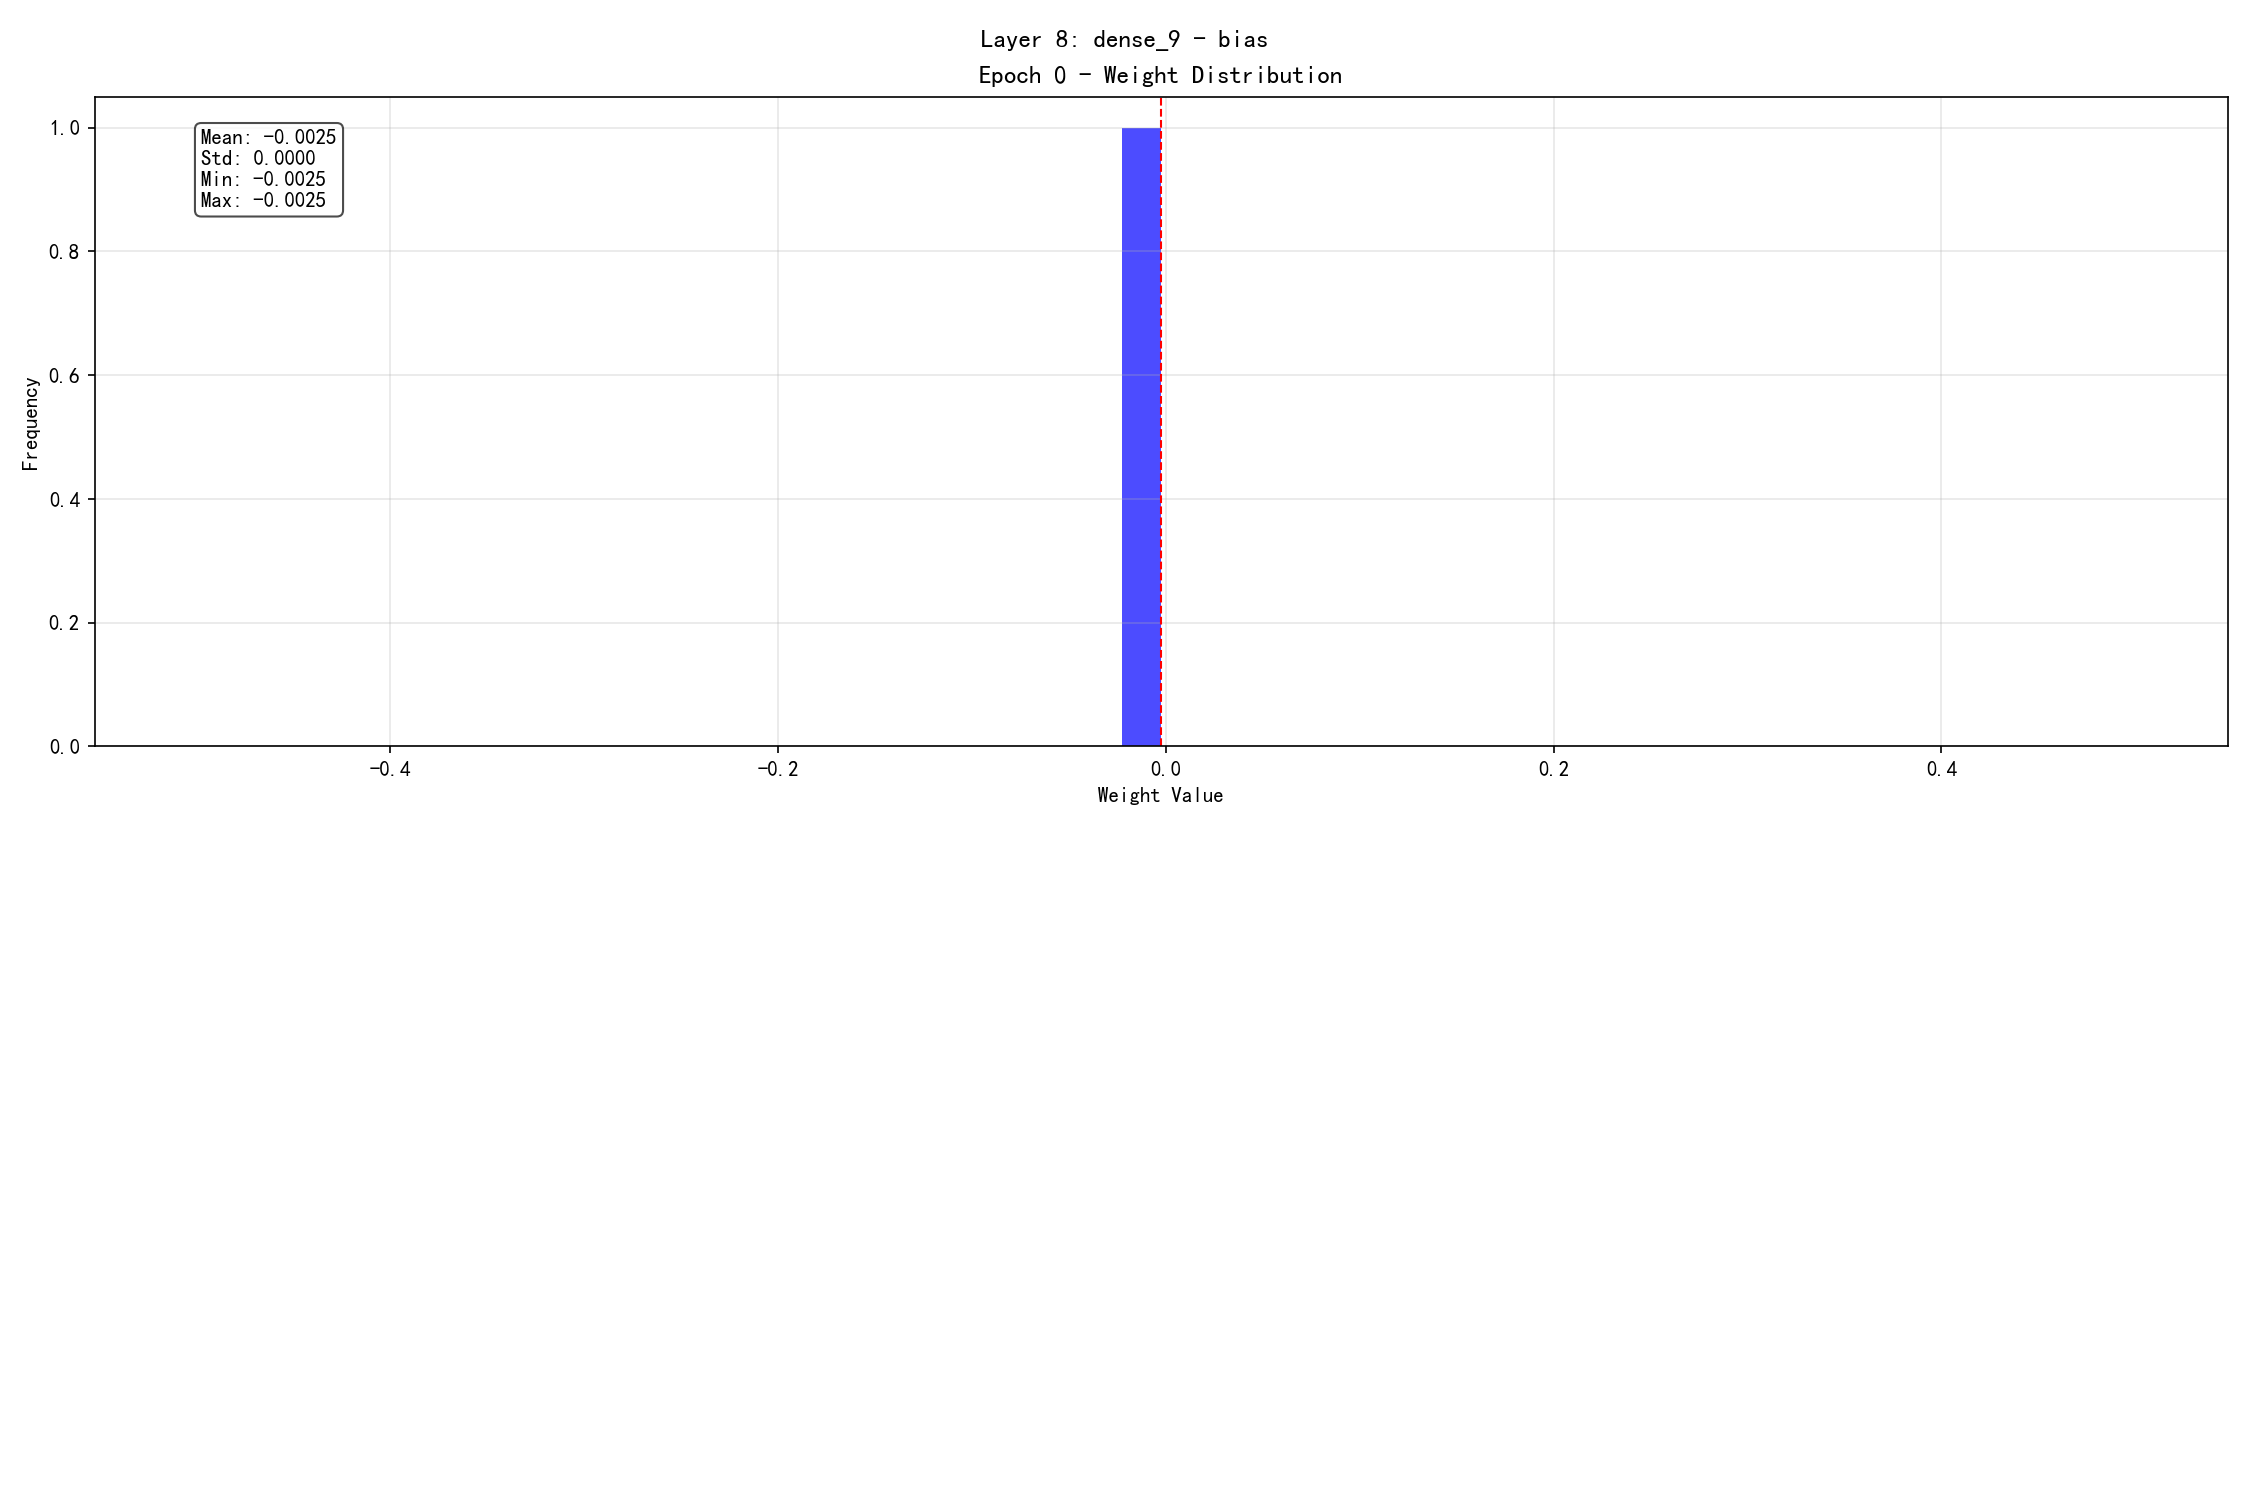 Layer 8: dense_9 - bias
Epoch 0 - Weight Distribution
Mean: -0.0025
Std: 0.0000
Min: -0.0025
Max: -0.0025
1.0
0.8
0.6
0.4
0.2
0.0
Frequency
-0.4
-0.2
0.0
0.2
0.4
Weight Value